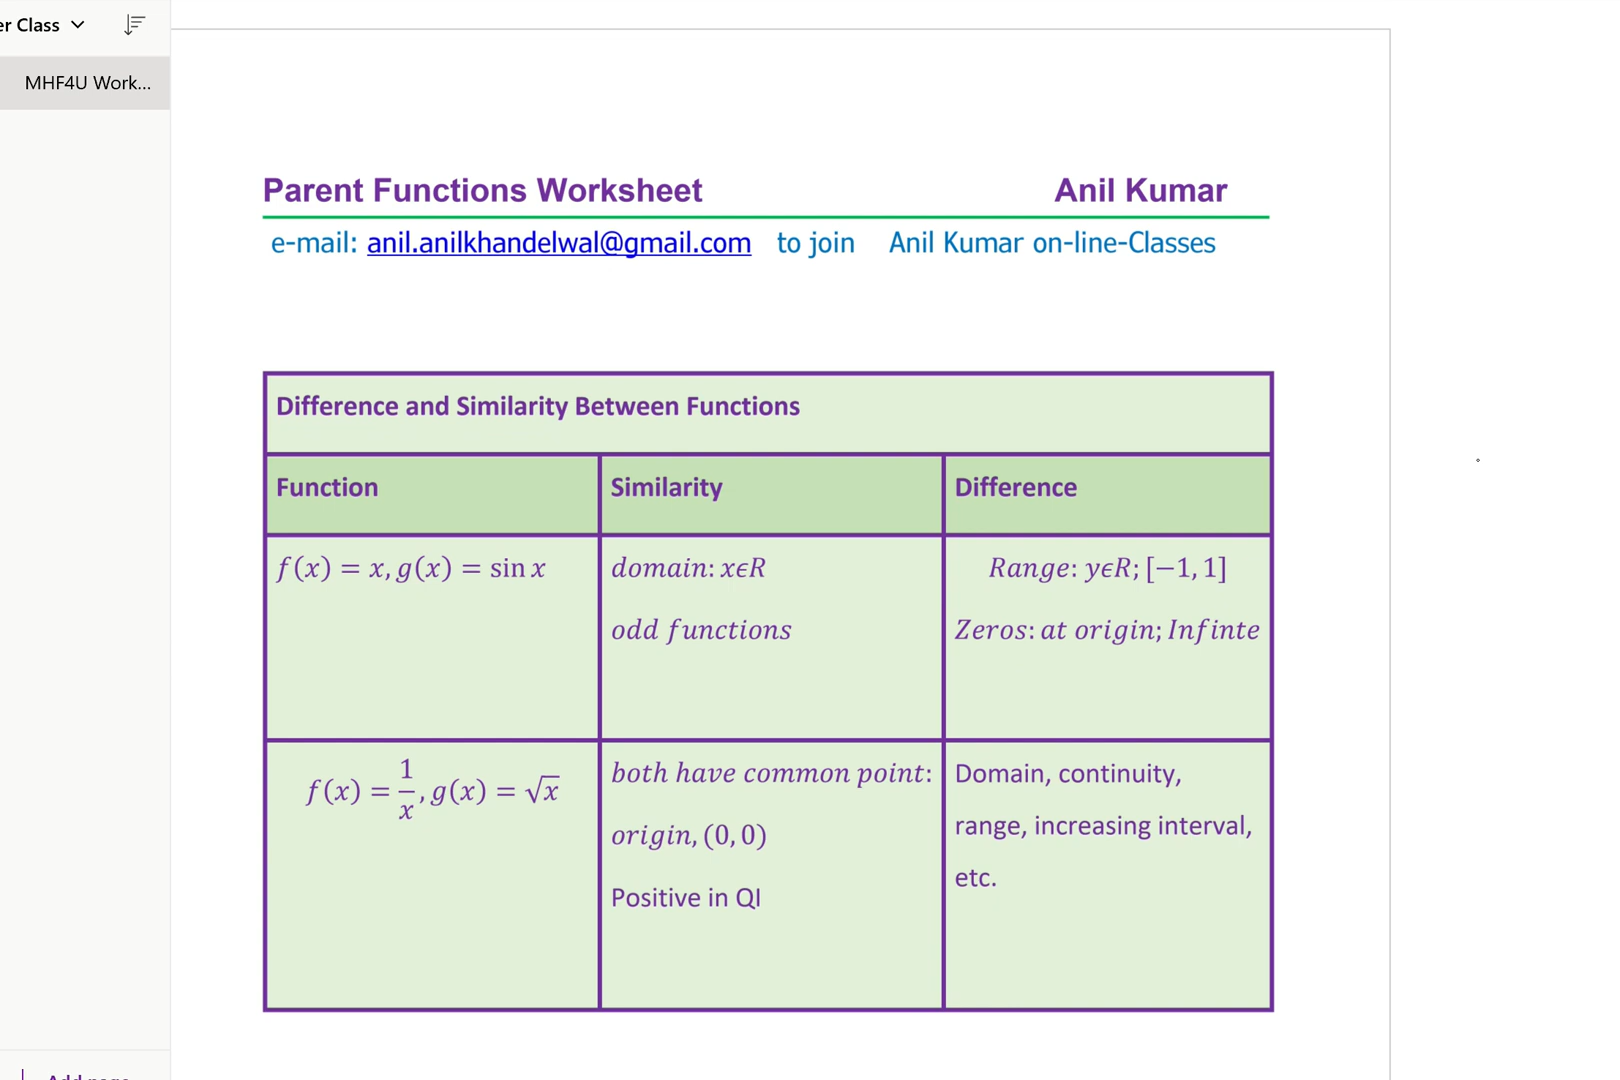 er Class
MHF4U Work...
Parent Functions Worksheet Anil Kumar
e-mail: anil.anilkhandelwal@gmail.com to join Anil Kumar on-line-Classes
Difference and Similarity Between Functions
Function Similarity Difference
f(x) = x, g(x) = sin x
domain: xϵR
odd functions
Range: yϵR; [−1, 1]
Zeros: at origin; Infinte
f(x) = 1/x, g(x) = √x
both have common point:
origin, (0, 0)
Positive in QI
Domain, continuity,
range, increasing interval,
etc.
Add page